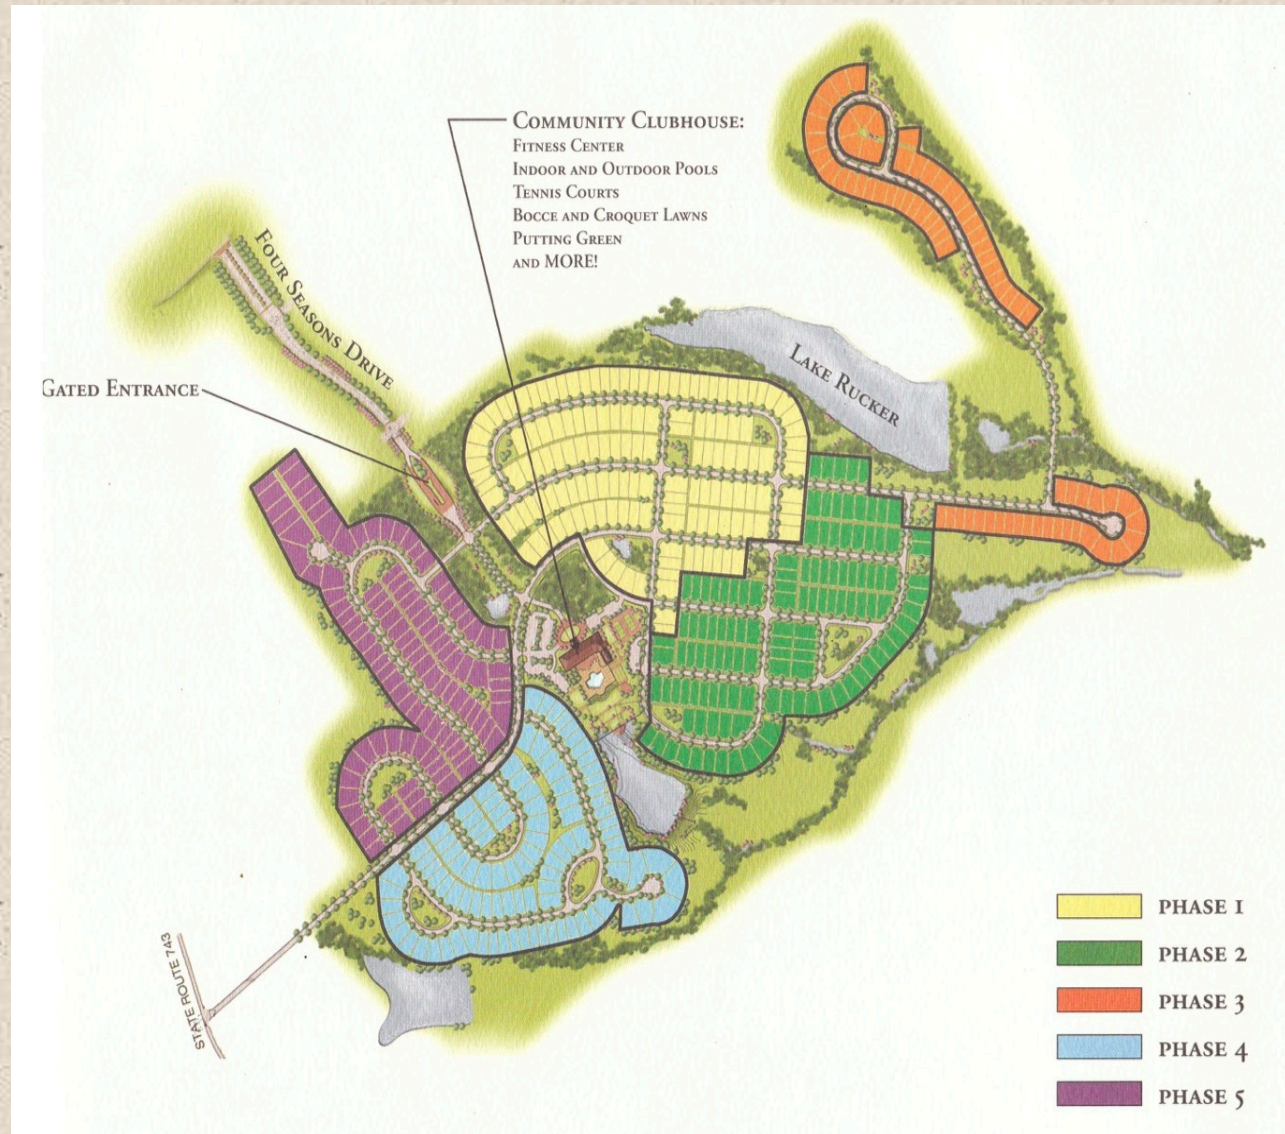 Community Clubhouse:
Fitness Center
Indoor and Outdoor Pools
Tennis Courts
Bocce and Croquet Lawns
Putting Green
and MORE!
Four Seasons Drive
Gated Entrance
Lake Rucker
STATE ROUTE 743
PHASE 1
PHASE 2
PHASE 3
PHASE 4
PHASE 5